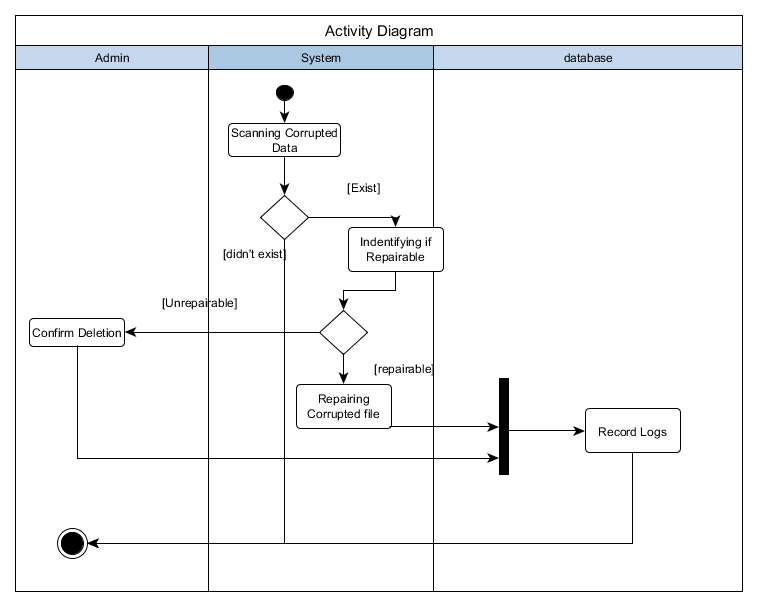 Activity Diagram
Admin
System
database
Scanning Corrupted
Data
[Exist]
Indentifying if
Repairable
[didn't exist]
[Unrepairable]
Confirm Deletion
[repairable]
Repairing
Corrupted file
Record Logs